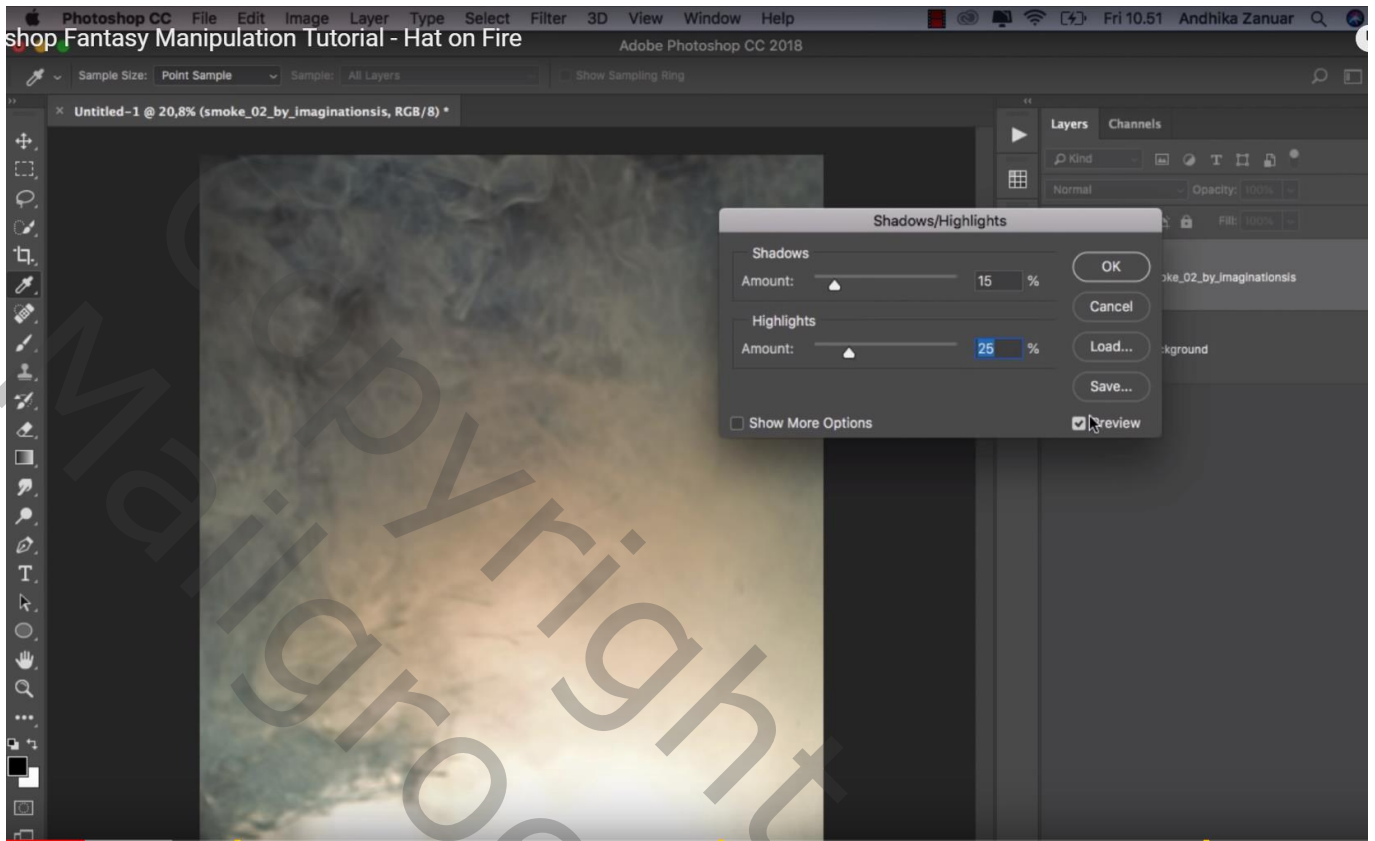 Photoshop CC File Edit Image Layer Type Select Filter 3D View Window Help Fri 10.51 Andhika Zanuar
shop Fantasy Manipulation Tutorial - Hat on Fire
Adobe Photoshop CC 2018
Sample Size: Point Sample Sample: All Layers Show Sampling Ring
× Untitled-1 @ 20,8% (smoke_02_by_imaginationsis, RGB/8) *
Layers Channels
Kind
Normal Opacity: 100%
Fill: 100%
Shadows/Highlights
Shadows
Amount: 15 %
OK
Cancel
Highlights
Amount: 25 %
Load...
Save...
Show More Options
Preview
oke_02_by_imaginationsis
kground
T
Copyright
Mailgro